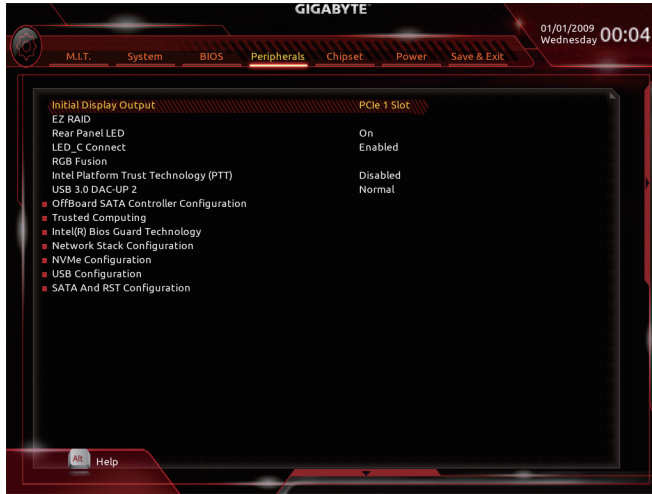 GIGABYTE
01/01/2009
Wednesday 00:04
M.I.T. System BIOS Peripherals Chipset Power Save & Exit
Initial Display Output PCIe 1 Slot
EZ RAID
Rear Panel LED On
LED_C Connect Enabled
RGB Fusion
Intel Platform Trust Technology (PTT) Disabled
USB 3.0 DAC-UP 2 Normal
OffBoard SATA Controller Configuration
Trusted Computing
Intel(R) Bios Guard Technology
Network Stack Configuration
NVMe Configuration
USB Configuration
SATA And RST Configuration
Alt Help